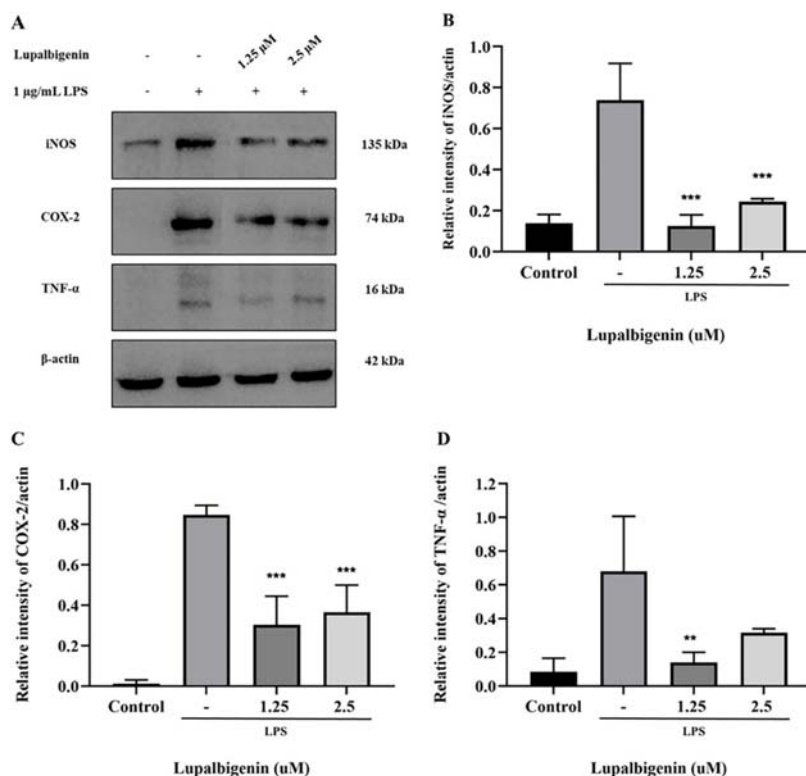 A
Lupalbigenin - - 1.25 µM 2.5 µM
1 µg/mL LPS - + + +
iNOS 135 kDa
COX-2 74 kDa
TNF-α 16 kDa
β-actin 42 kDa
B
Relative intensity of iNOS/actin
1.0
0.8
0.6
0.4
0.2
0.0
*** ***
Control - 1.25 2.5
LPS
Lupalbigenin (uM)
C
Relative intensity of COX-2/actin
1.0
0.8
0.6
0.4
0.2
0.0
*** ***
Control - 1.25 2.5
LPS
Lupalbigenin (uM)
D
Relative intensity of TNF-α /actin
1.2
1.0
0.8
0.6
0.4
0.2
0.0
**
Control - 1.25 2.5
LPS
Lupalbigenin (uM)